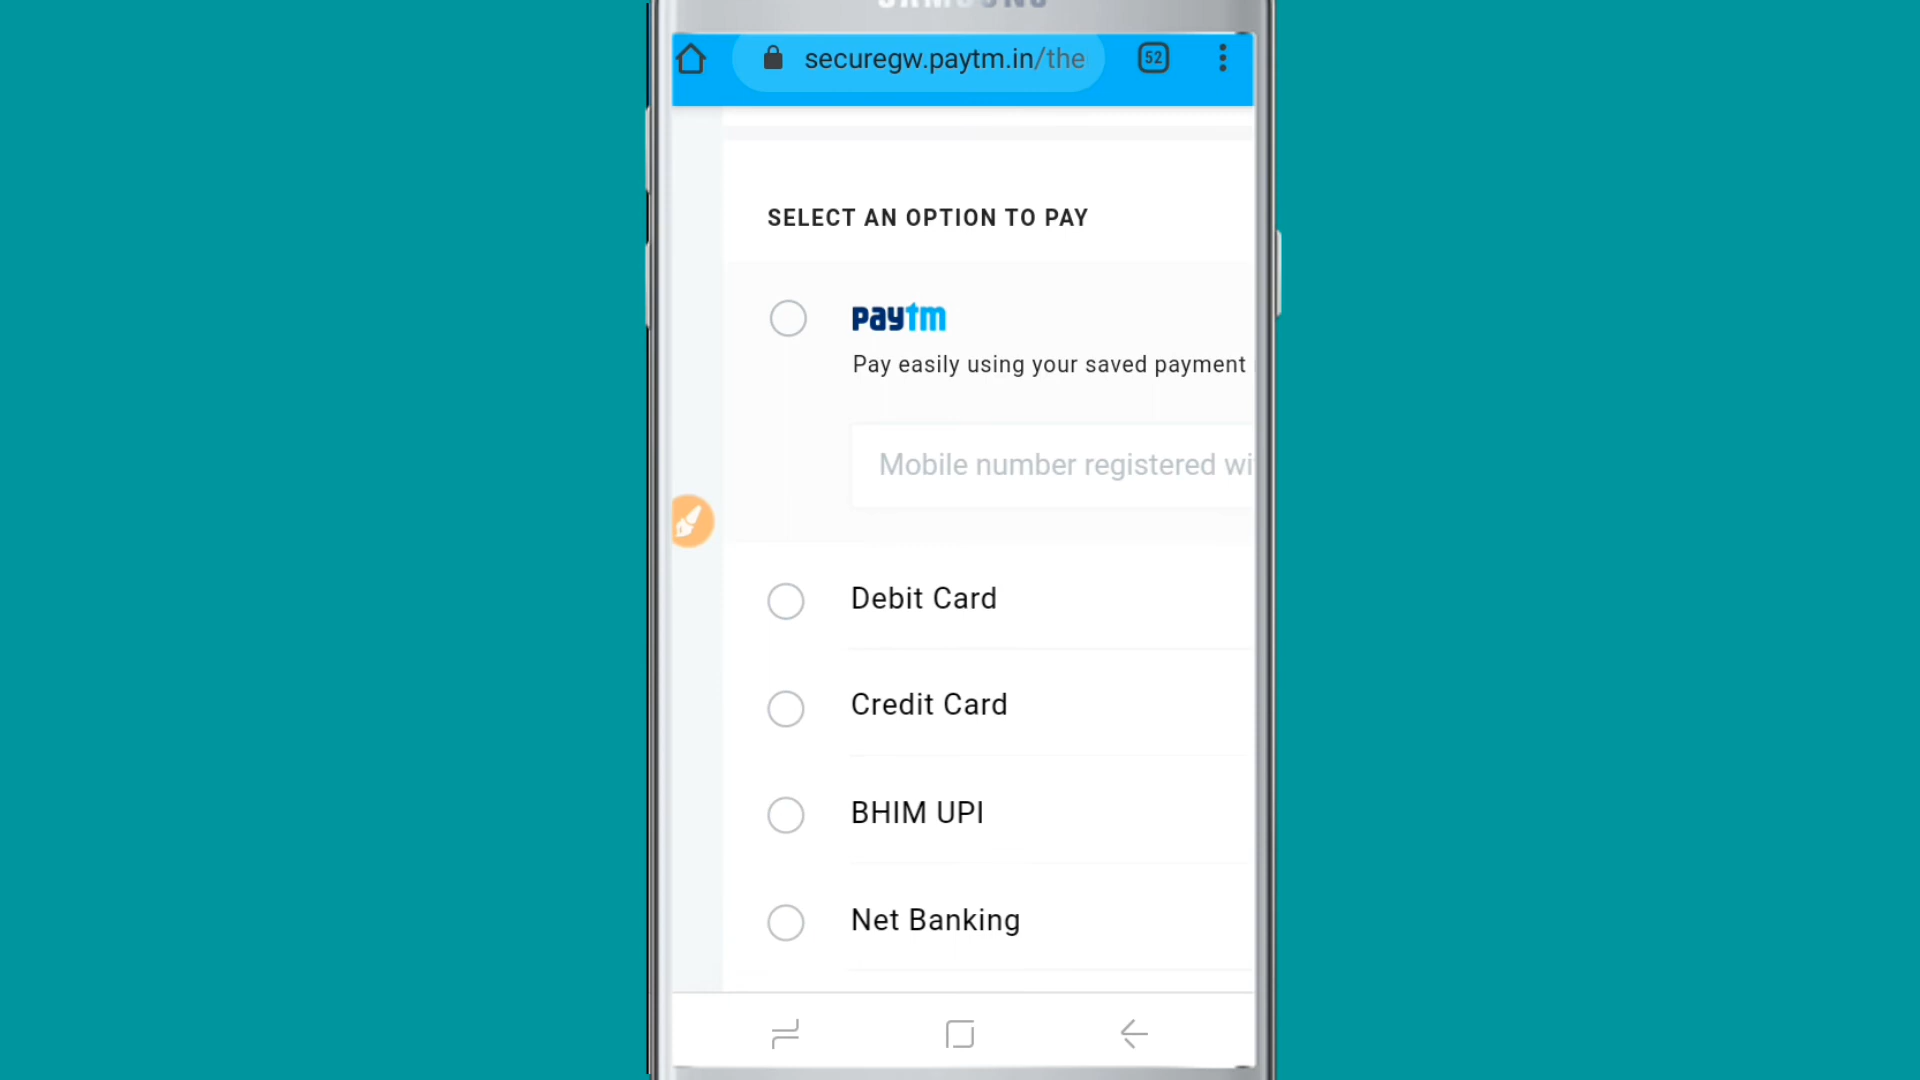 SAMSUNG
securegw.paytm.in/the
52
SELECT AN OPTION TO PAY
paytm
Pay easily using your saved payment
Mobile number registered wi
Debit Card
Credit Card
BHIM UPI
Net Banking